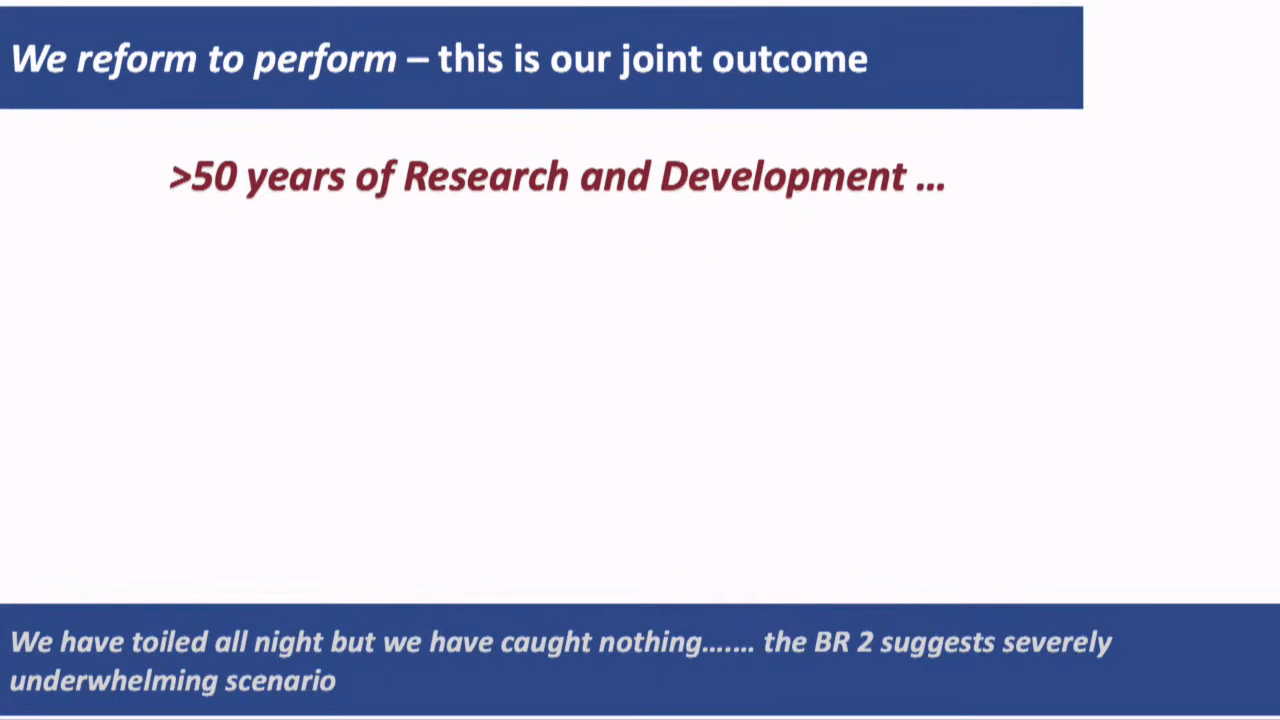 We reform to perform – this is our joint outcome
>50 years of Research and Development ...
We have toiled all night but we have caught nothing....... the BR 2 suggests severely
underwhelming scenario